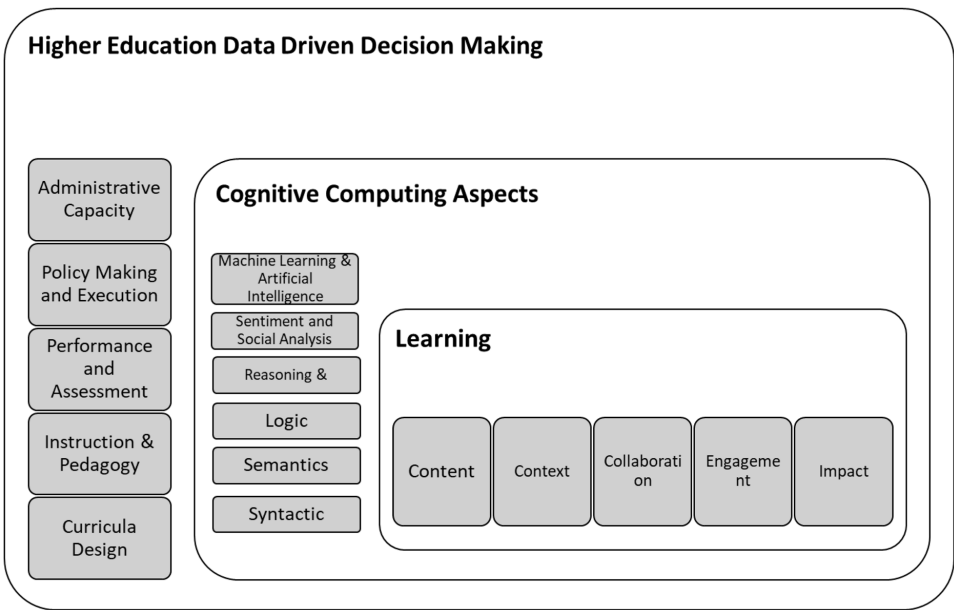 Higher Education Data Driven Decision Making
Administrative
Capacity
Policy Making
and Execution
Performance
and
Assessment
Instruction &
Pedagogy
Curricula
Design
Cognitive Computing Aspects
Machine Learning &
Artificial
Intelligence
Sentiment and
Social Analysis
Reasoning &
Logic
Semantics
Syntactic
Learning
Content
Context
Collaborati
on
Engageme
nt
Impact